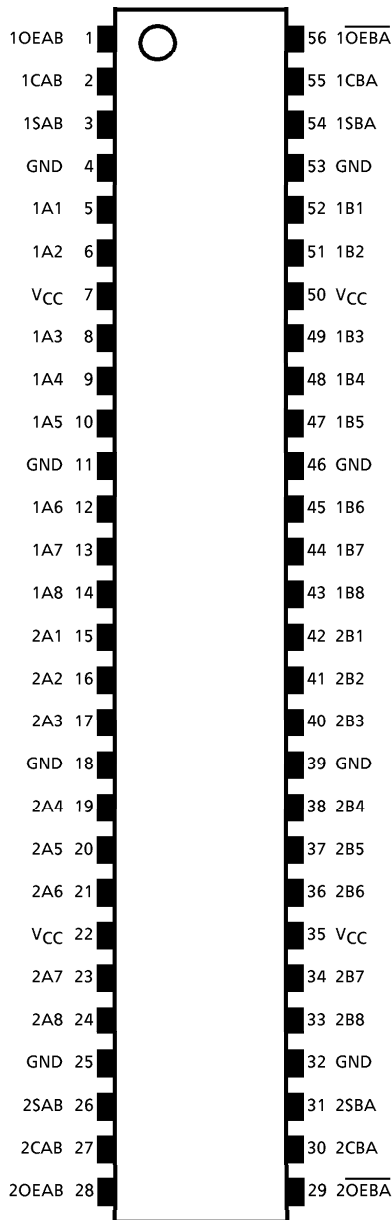 1OEAB 1 56 1O̅E̅B̅A̅
1CAB 2 55 1CBA
1SAB 3 54 1SBA
GND 4 53 GND
1A1 5 52 1B1
1A2 6 51 1B2
VCC 7 50 VCC
1A3 8 49 1B3
1A4 9 48 1B4
1A5 10 47 1B5
GND 11 46 GND
1A6 12 45 1B6
1A7 13 44 1B7
1A8 14 43 1B8
2A1 15 42 2B1
2A2 16 41 2B2
2A3 17 40 2B3
GND 18 39 GND
2A4 19 38 2B4
2A5 20 37 2B5
2A6 21 36 2B6
VCC 22 35 VCC
2A7 23 34 2B7
2A8 24 33 2B8
GND 25 32 GND
2SAB 26 31 2SBA
2CAB 27 30 2CBA
2OEAB 28 29 2O̅E̅B̅A̅